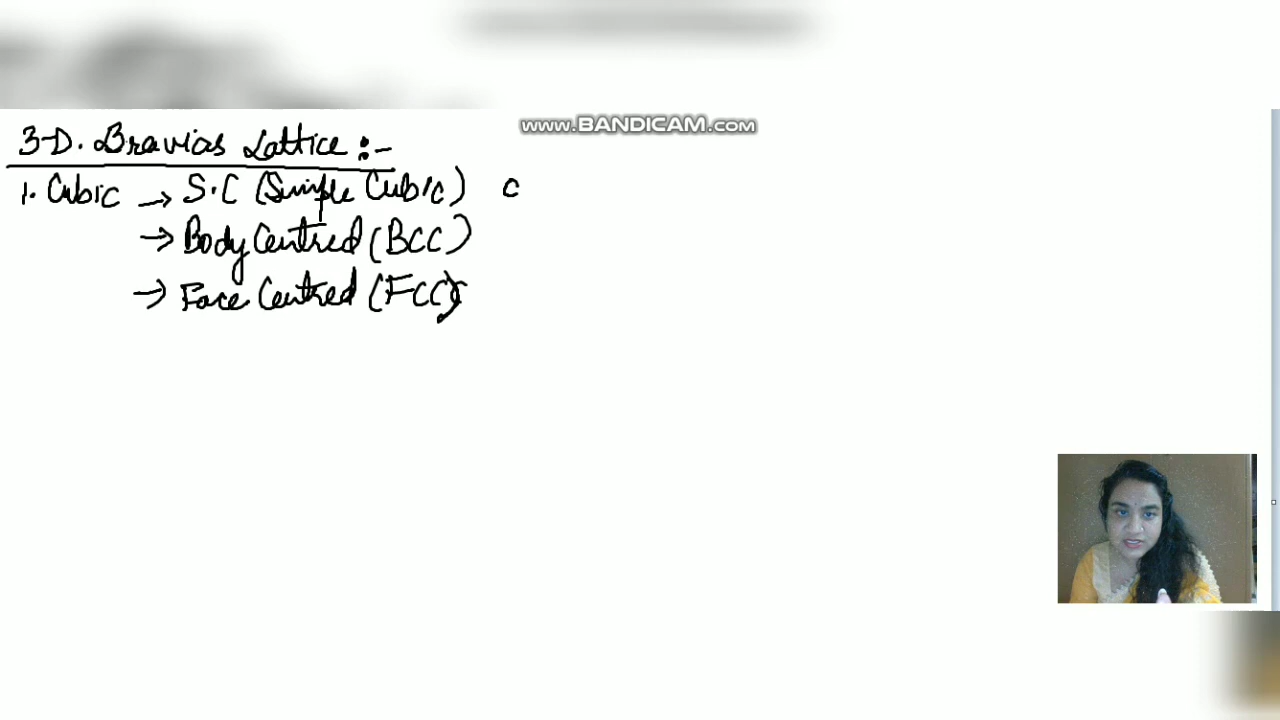 www.BANDICAM.com
3-D. Bravias Lattice :-
1. Cubic → S.C (Simple Cubic) c
→ Body Centred (BCC)
→ Face Centred (FCC)